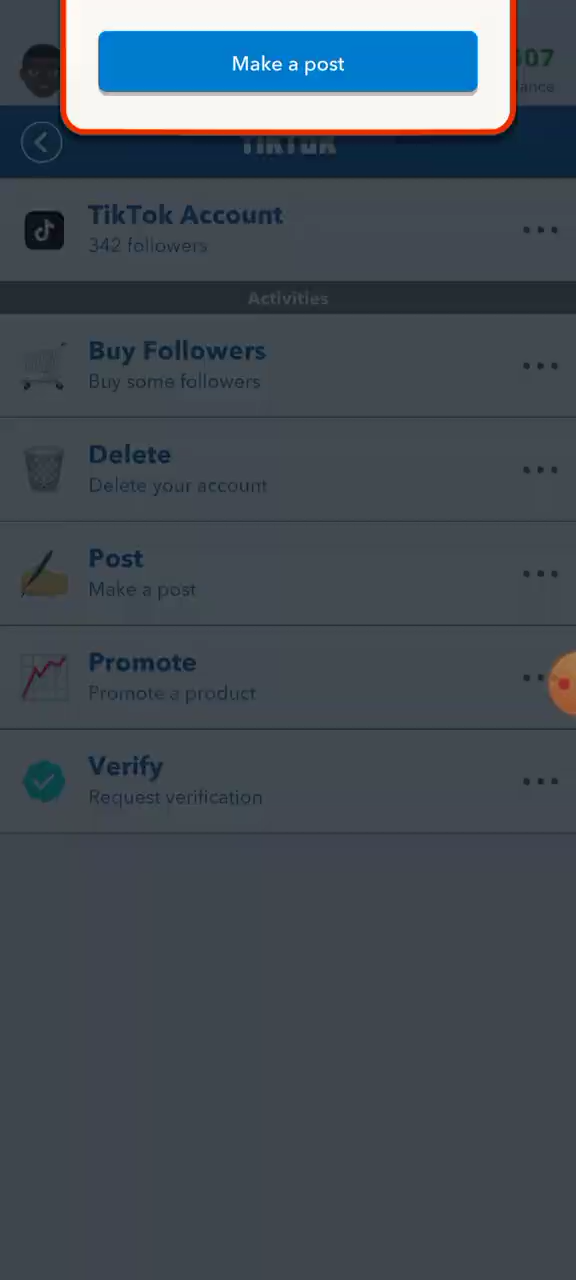 Make a post
TikTok
TikTok Account
342 followers
Activities
Buy Followers
Buy some followers
Delete
Delete your account
Post
Make a post
Promote
Promote a product
Verify
Request verification